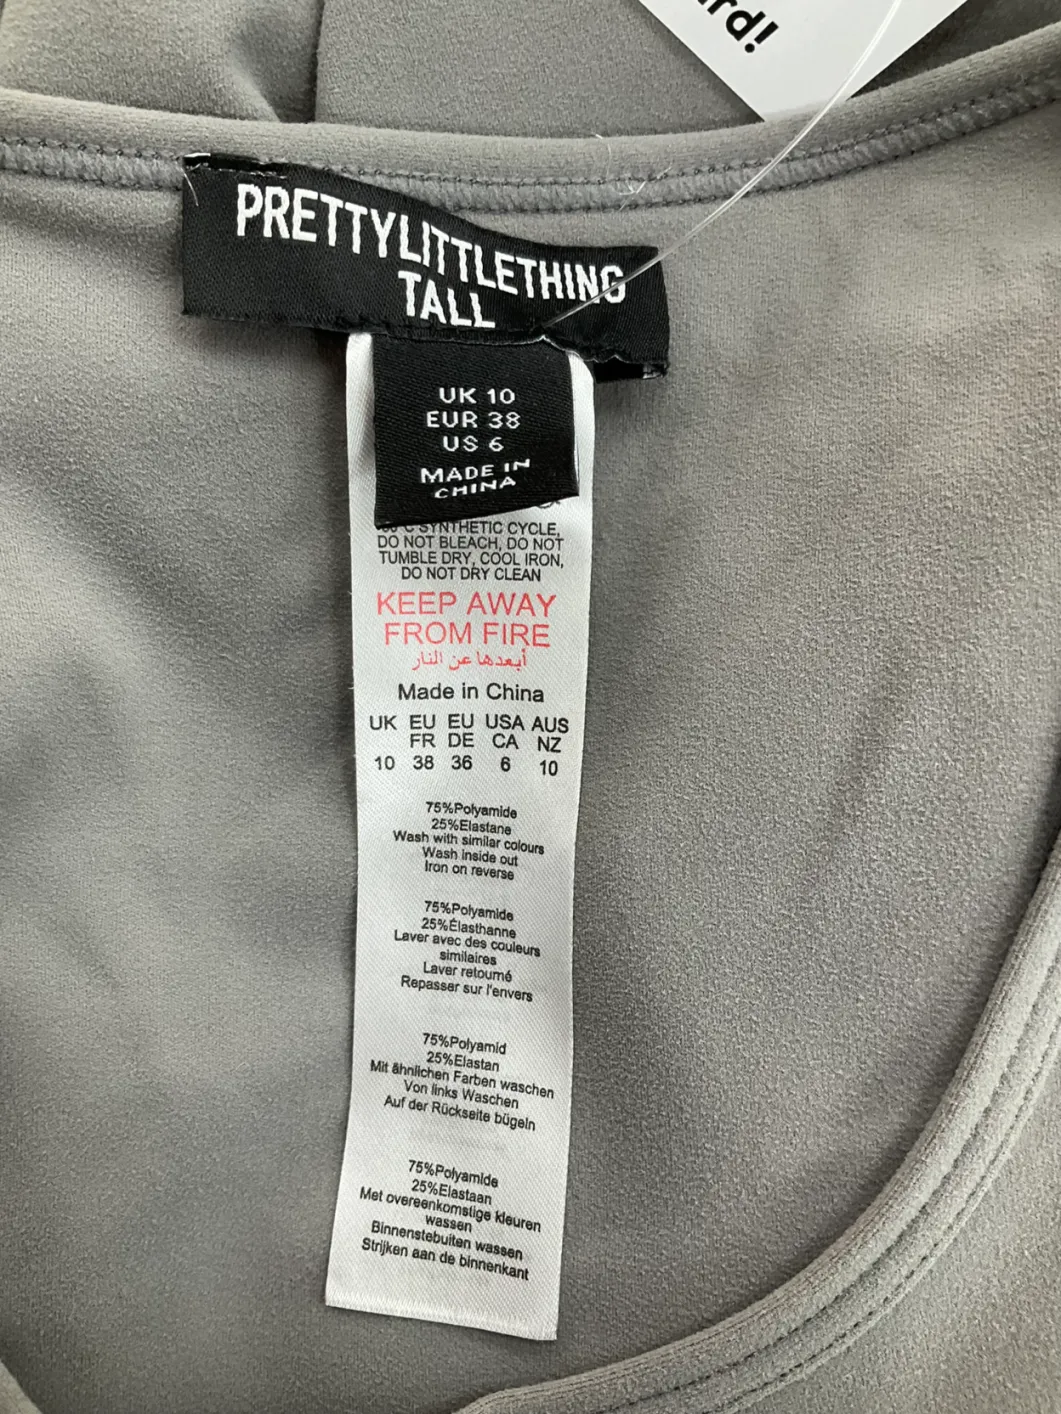 PRETTYLITTLETHING
TALL
UK 10
EUR 38
US 6
MADE IN
CHINA
SYNTHETIC CYCLE,
DO NOT BLEACH, DO NOT
TUMBLE DRY, COOL IRON,
DO NOT DRY CLEAN
KEEP AWAY
FROM FIRE
أبعدها عن النار
Made in China
UK EU EU USA AUS
FR DE CA NZ
10 38 36 6 10
75%Polyamide
25%Elastane
Wash with similar colours
Wash inside out
Iron on reverse
75%Polyamide
25%Élasthanne
Laver avec des couleurs
similaires
Laver retourné
Repasser sur l'envers
75%Polyamid
25%Elastan
Mit ähnlichen Farben waschen
Von links Waschen
Auf der Rückseite bügeln
75%Polyamide
25%Elastaan
Met overeenkomstige kleuren
wassen
Binnenstebuiten wassen
Strijken aan de binnenkant